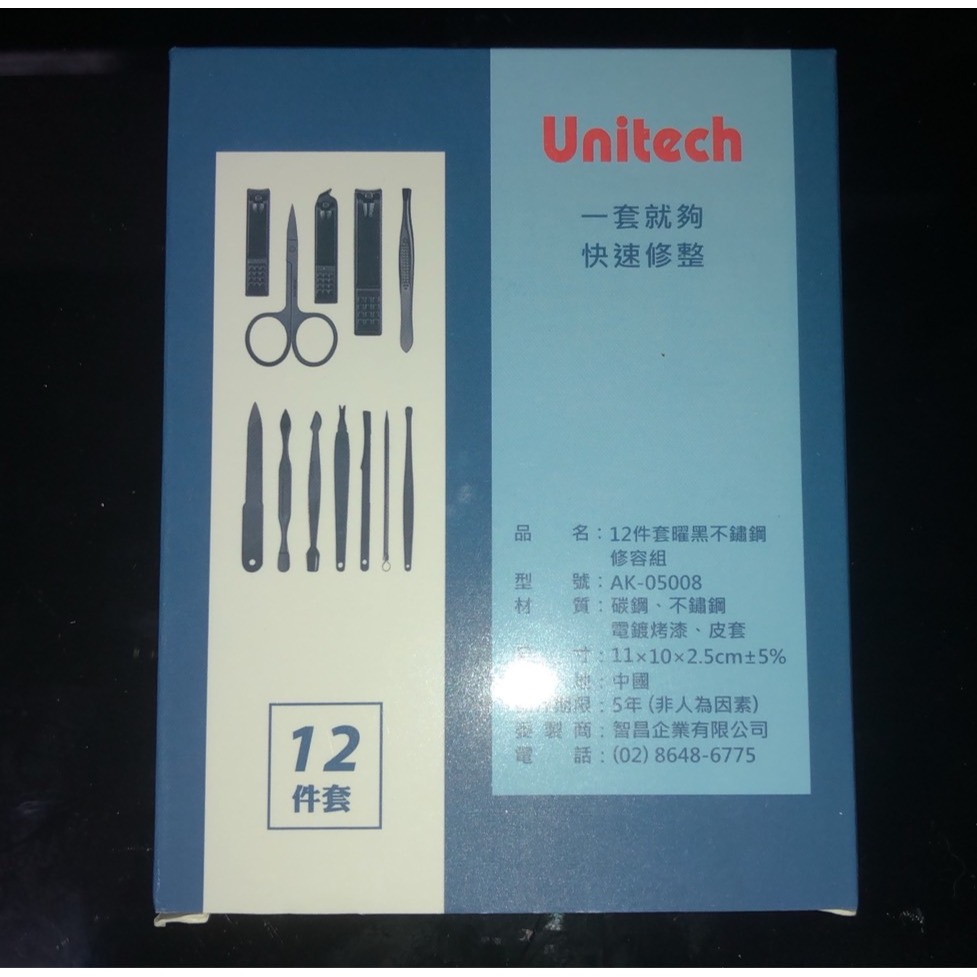 Unitech
一套就夠
快速修整
品 名：12件套曜黑不鏽鋼
修容組
型 號：AK-05008
材 質：碳鋼、不鏽鋼
電鍍烤漆、皮套
寸：11×10×2.5cm±5%
地：中國
期限：5年（非人為因素）
製商：智昌企業有限公司
電 話：(02) 8648-6775
12
件套